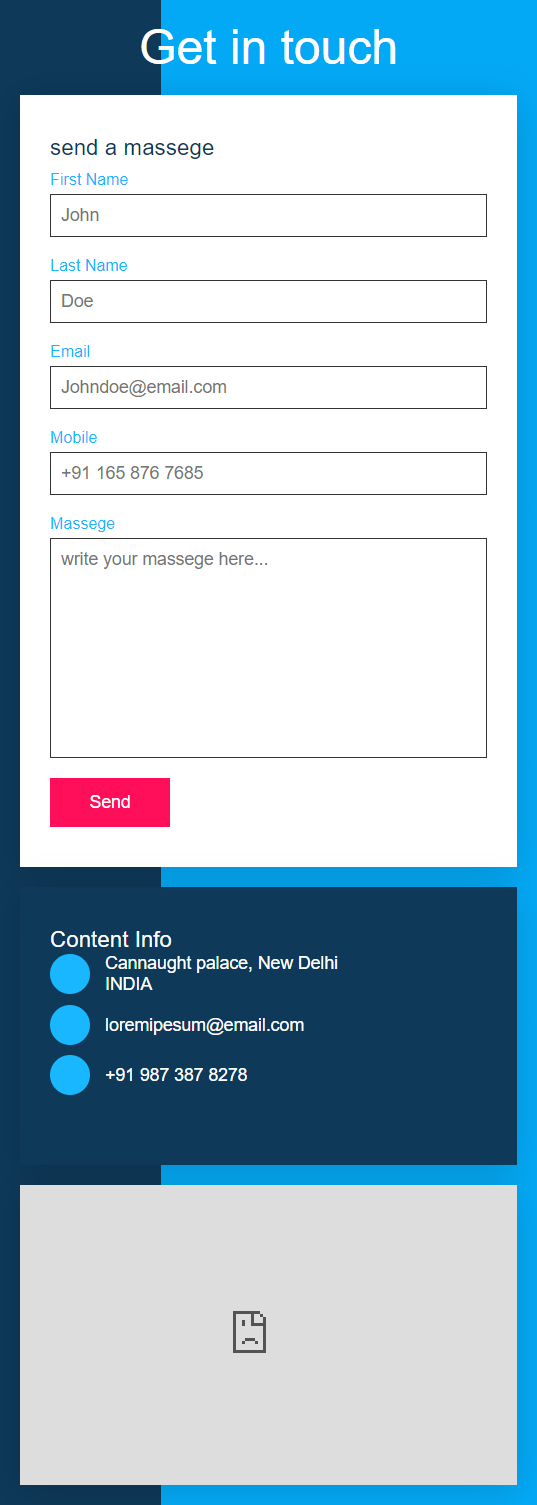 Get in touch
send a massege
First Name
John
Last Name
Doe
Email
Johndoe@email.com
Mobile
+91 165 876 7685
Massege
write your massege here...
Send
Content Info
Cannaught palace, New Delhi
INDIA
loremipesum@email.com
+91 987 387 8278